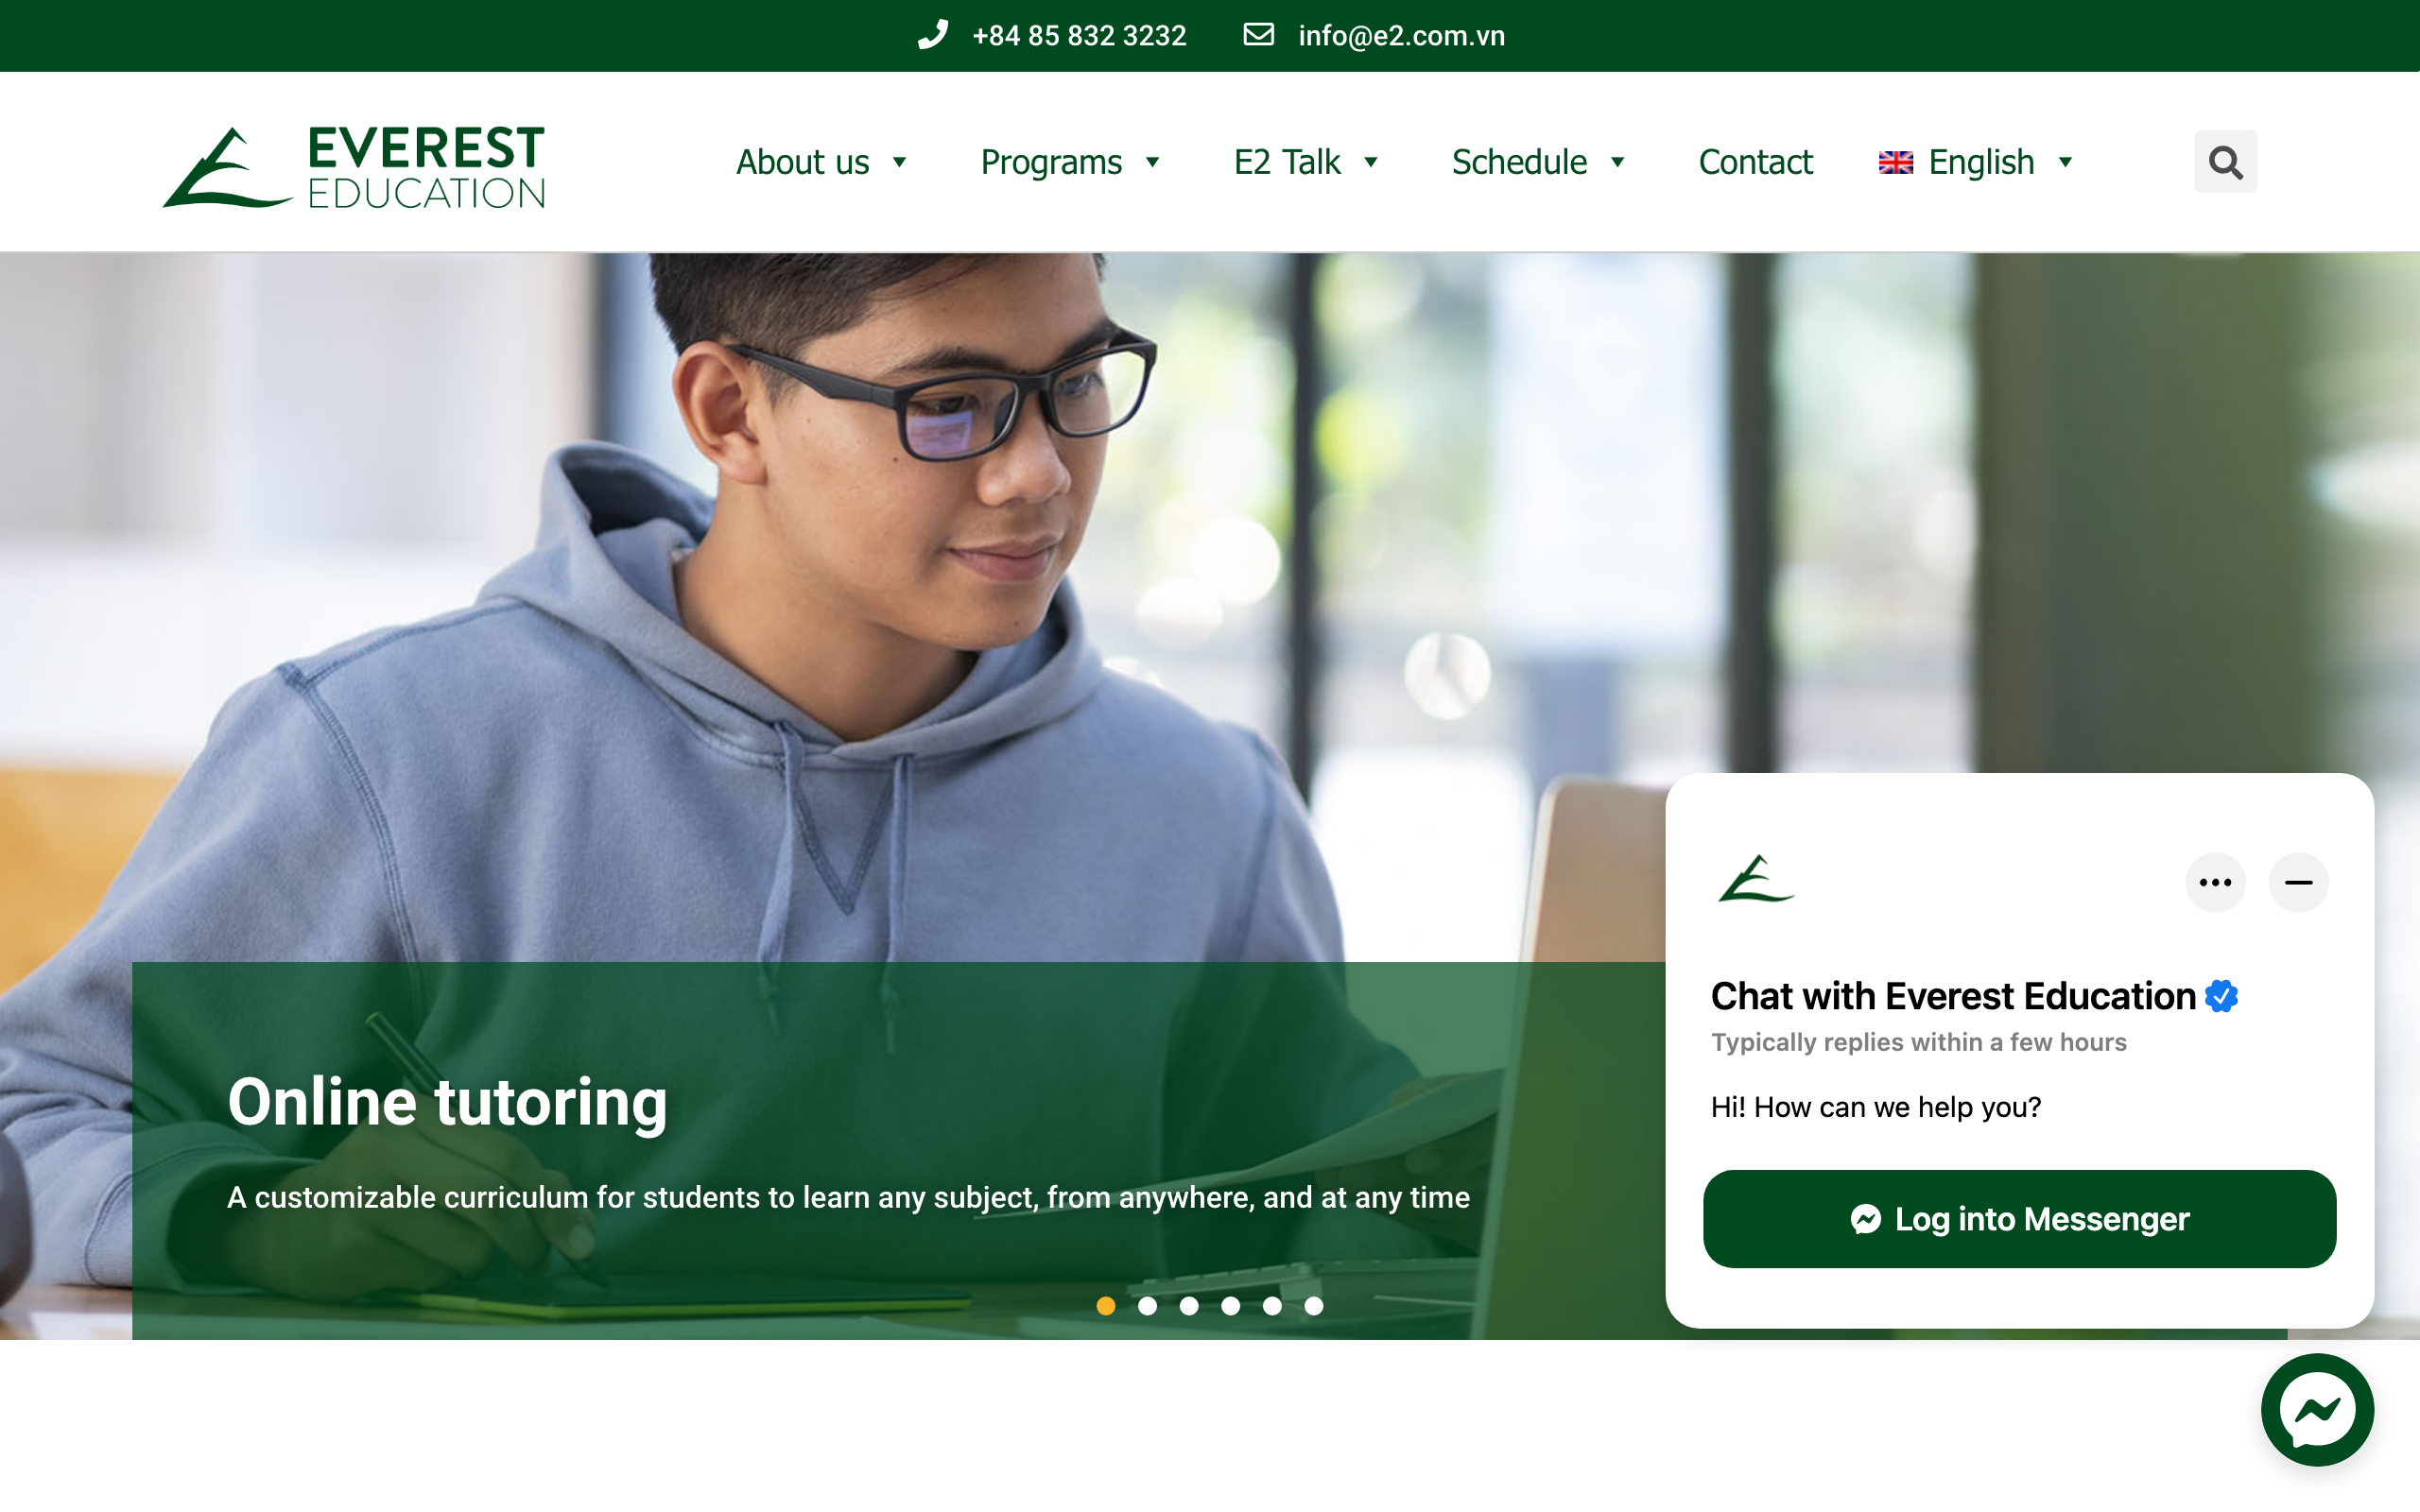 +84 85 832 3232 info@e2.com.vn
EVEREST
EDUCATION
About us Programs E2 Talk Schedule Contact English
Online tutoring
A customizable curriculum for students to learn any subject, from anywhere, and at any time
Chat with Everest Education
Typically replies within a few hours
Hi! How can we help you?
Log into Messenger